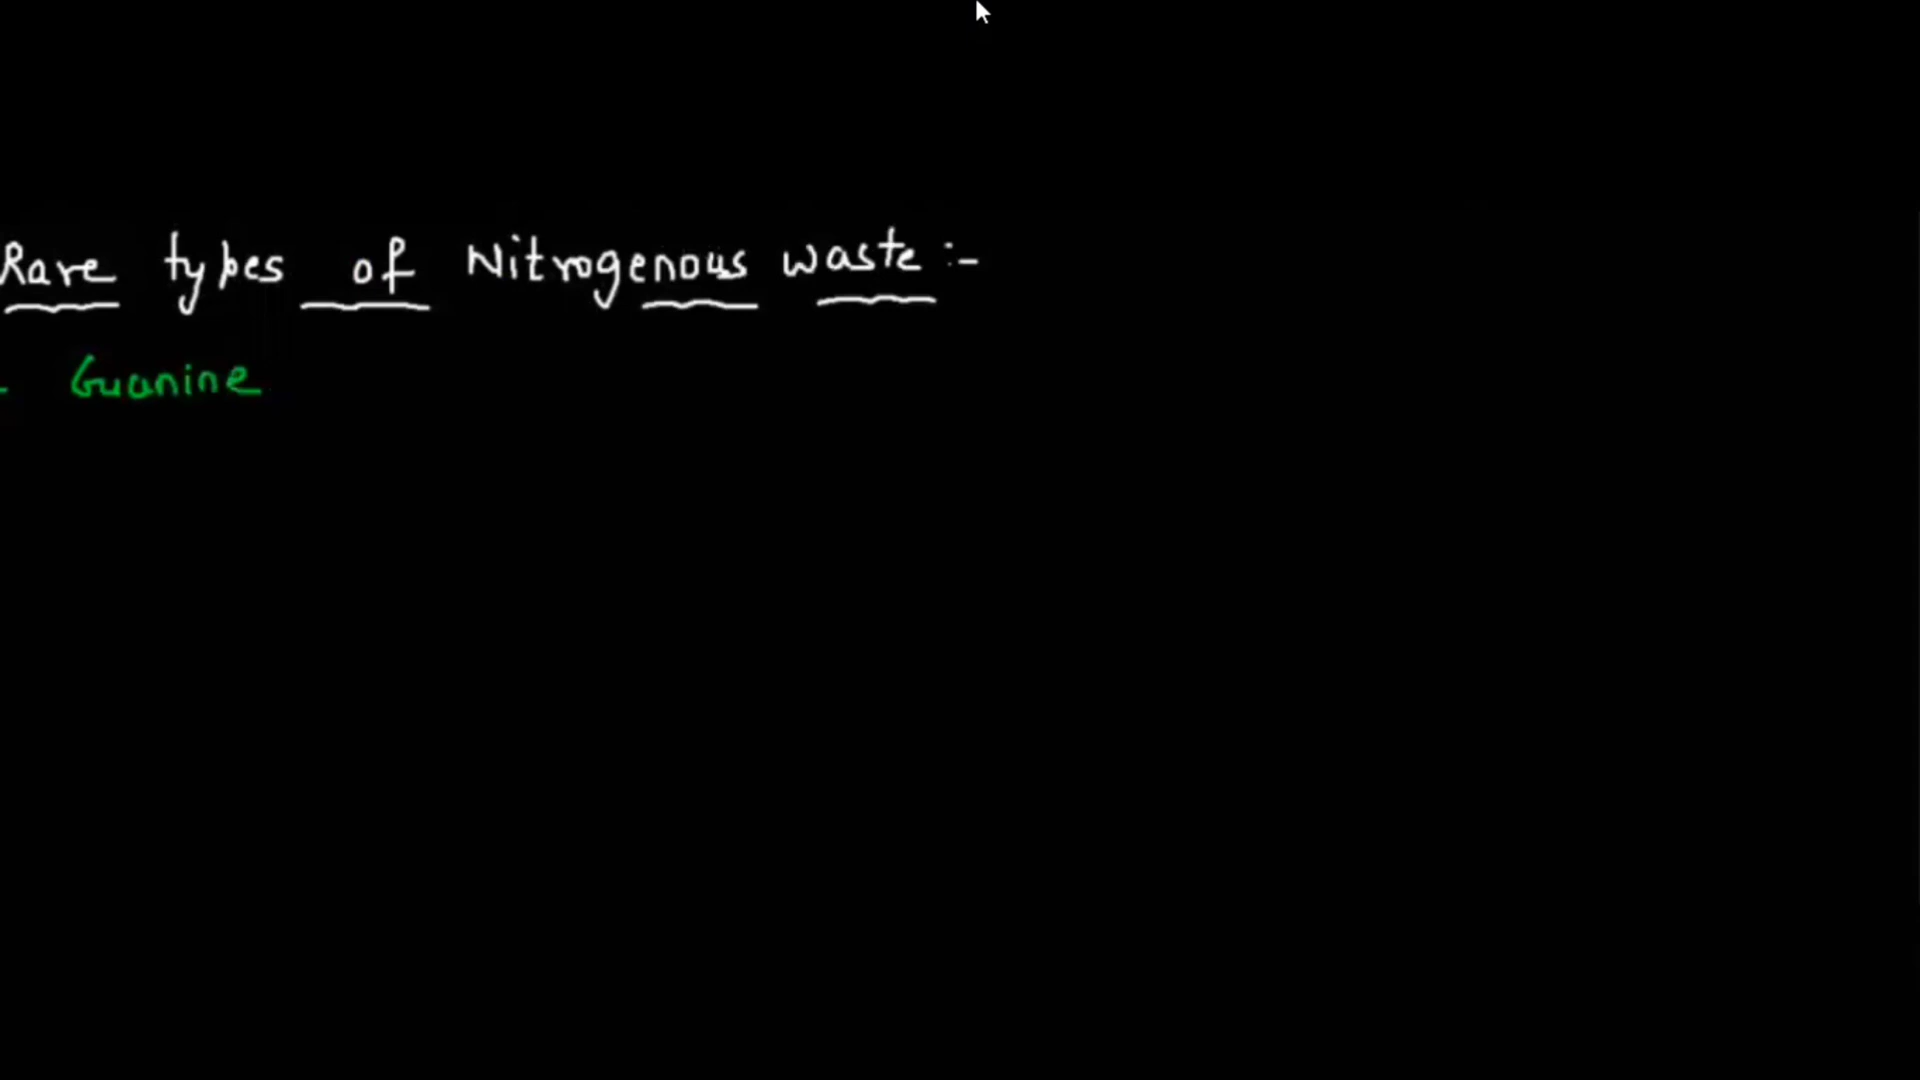 Rare types of Nitrogenous waste :-
- Guanine